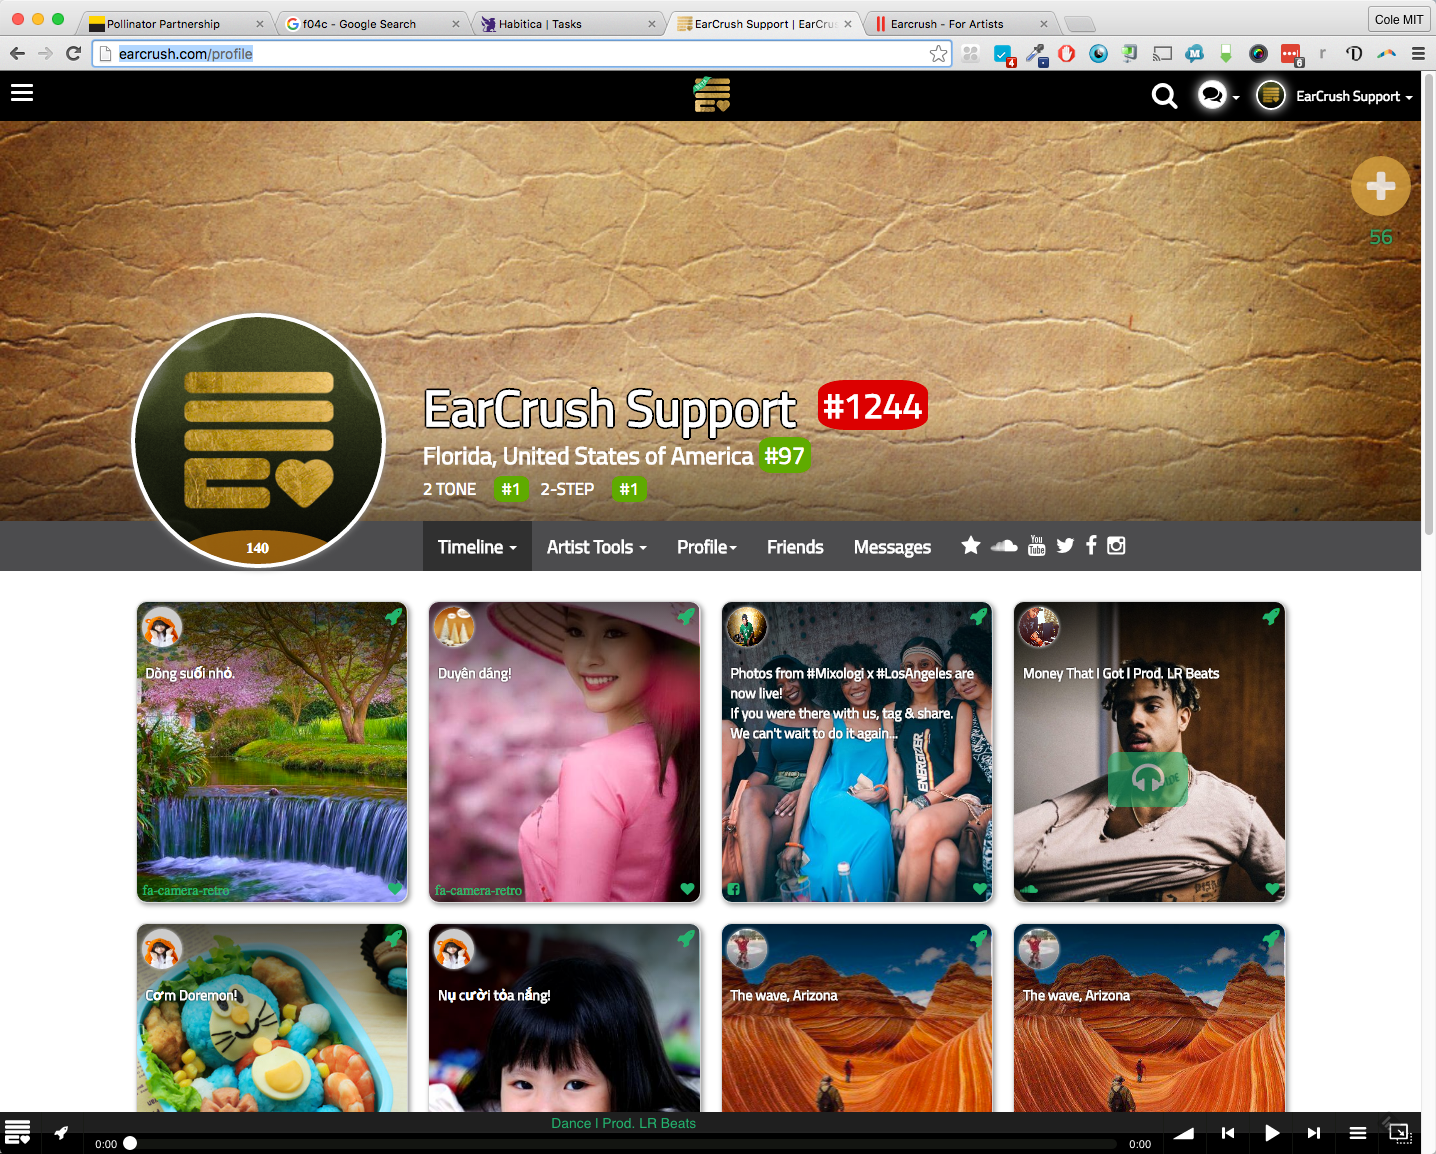 Pollinator Partnership
f04c - Google Search
Habitica | Tasks
EarCrush Support | EarCru
Earcrush - For Artists
Cole MIT
earcrush.com/profile
4
6
EarCrush Support
56
EarCrush Support #1244
Florida, United States of America #97
2 TONE #1 2-STEP #1
140
Timeline
Artist Tools
Profile
Friends
Messages
You
Tube
Dòng suối nhỏ.
fa-camera-retro
Duyên dáng!
fa-camera-retro
Photos from #Mixologi x #LosAngeles are
now live!
If you were there with us, tag & share.
We can't wait to do it again...
ENERGIZER
Money That I Got I Prod. LR Beats
Cơm Doremon!
Nụ cười tỏa nắng!
The wave, Arizona
The wave, Arizona
Dance I Prod. LR Beats
0:00
0:00